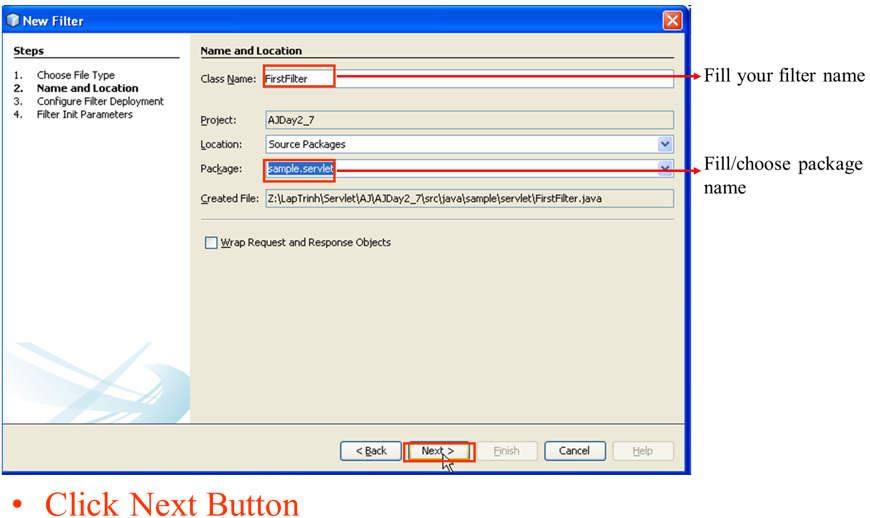 New Filter
Steps
1. Choose File Type
2. Name and Location
3. Configure Filter Deployment
4. Filter Init Parameters
Name and Location
Class Name: FirstFilter
Project: AJDay2_7
Location: Source Packages
Package: sample.servlet
Created File: Z:\LapTrinh\Servlet\AJ\AJDay2_7\src\java\sample\servlet\FirstFilter.java
Wrap Request and Response Objects
< Back Next > Finish Cancel Help
Fill your filter name
Fill/choose package
name
• Click Next Button